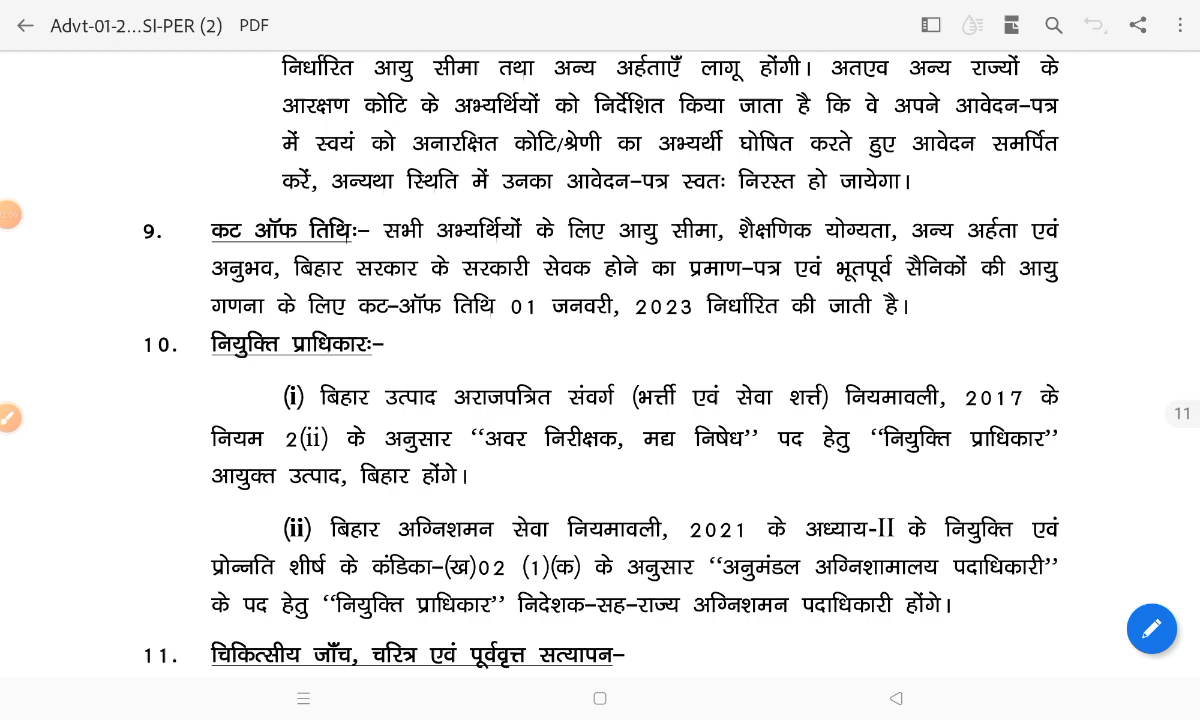 Advt-01-2...SI-PER (2) PDF
निर्धारित आयु सीमा तथा अन्य अर्हताएँ लागू होंगी। अतएव अन्य राज्यों के
आरक्षण कोटि के अभ्यर्थियों को निर्देशित किया जाता है कि वे अपने आवेदन–पत्र
में स्वयं को अनारक्षित कोटि/श्रेणी का अभ्यर्थी घोषित करते हुए आवेदन समर्पित
करें, अन्यथा स्थिति में उनका आवेदन–पत्र स्वतः निरस्त हो जायेगा।
9. कट ऑफ तिथिः– सभी अभ्यर्थियों के लिए आयु सीमा, शैक्षणिक योग्यता, अन्य अर्हता एवं
अनुभव, बिहार सरकार के सरकारी सेवक होने का प्रमाण–पत्र एवं भूतपूर्व सैनिकों की आयु
गणना के लिए कट–ऑफ तिथि 01 जनवरी, 2023 निर्धारित की जाती है।
10. नियुक्ति प्राधिकारः–
(i) बिहार उत्पाद अराजपत्रित संवर्ग (भर्त्ती एवं सेवा शर्त्त) नियमावली, 2017 के
नियम 2(ii) के अनुसार “अवर निरीक्षक, मद्य निषेध” पद हेतु “नियुक्ति प्राधिकार”
आयुक्त उत्पाद, बिहार होंगे।
11
(ii) बिहार अग्निशमन सेवा नियमावली, 2021 के अध्याय-II के नियुक्ति एवं
प्रोन्नति शीर्ष के कंडिका–(ख)02 (1)(क) के अनुसार “अनुमंडल अग्निशामालय पदाधिकारी”
के पद हेतु “नियुक्ति प्राधिकार” निदेशक–सह–राज्य अग्निशमन पदाधिकारी होंगे।
11. चिकित्सीय जाँच, चरित्र एवं पूर्ववृत्त सत्यापन–